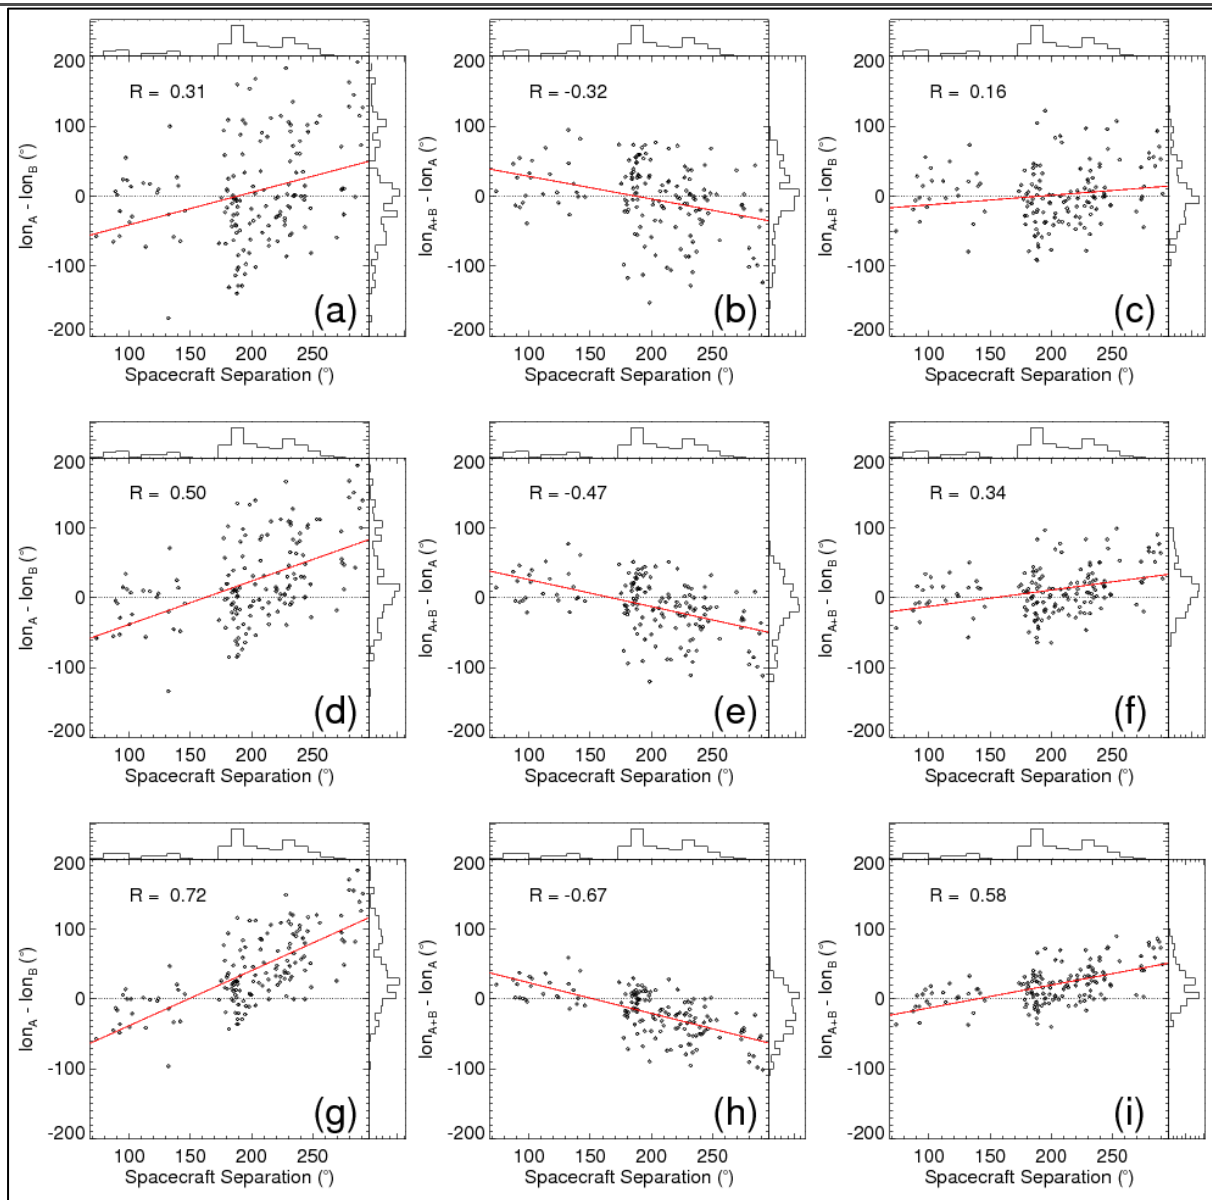 200
R = 0.31
100
0
-100
-200
lon_A - lon_B (°)
(a)
100 150 200 250
Spacecraft Separation (°)
200
R = -0.32
100
0
-100
-200
lon_A+B - lon_A (°)
(b)
100 150 200 250
Spacecraft Separation (°)
200
R = 0.16
100
0
-100
-200
lon_A+B - lon_B (°)
(c)
100 150 200 250
Spacecraft Separation (°)
200
R = 0.50
100
0
-100
-200
lon_A - lon_B (°)
(d)
100 150 200 250
Spacecraft Separation (°)
200
R = -0.47
100
0
-100
-200
lon_A+B - lon_A (°)
(e)
100 150 200 250
Spacecraft Separation (°)
200
R = 0.34
100
0
-100
-200
lon_A+B - lon_B (°)
(f)
100 150 200 250
Spacecraft Separation (°)
200
R = 0.72
100
0
-100
-200
lon_A - lon_B (°)
(g)
100 150 200 250
Spacecraft Separation (°)
200
R = -0.67
100
0
-100
-200
lon_A+B - lon_A (°)
(h)
100 150 200 250
Spacecraft Separation (°)
200
R = 0.58
100
0
-100
-200
lon_A+B - lon_B (°)
(i)
100 150 200 250
Spacecraft Separation (°)